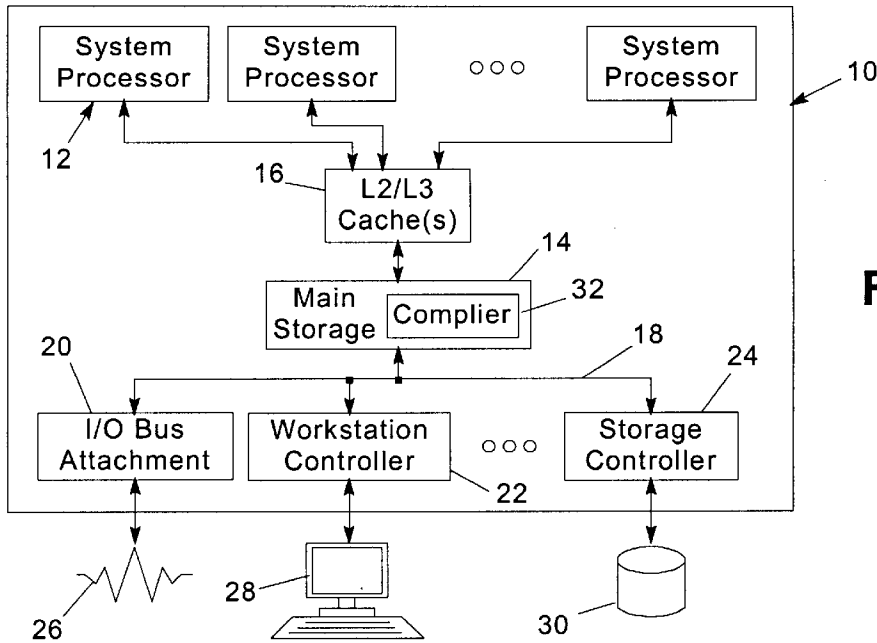 System
Processor
System
Processor
System
Processor
10
12
16
L2/L3
Cache(s)
14
Main
Storage
Complier
32
20
18
24
I/O Bus
Attachment
Workstation
Controller
Storage
Controller
22
26
28
30